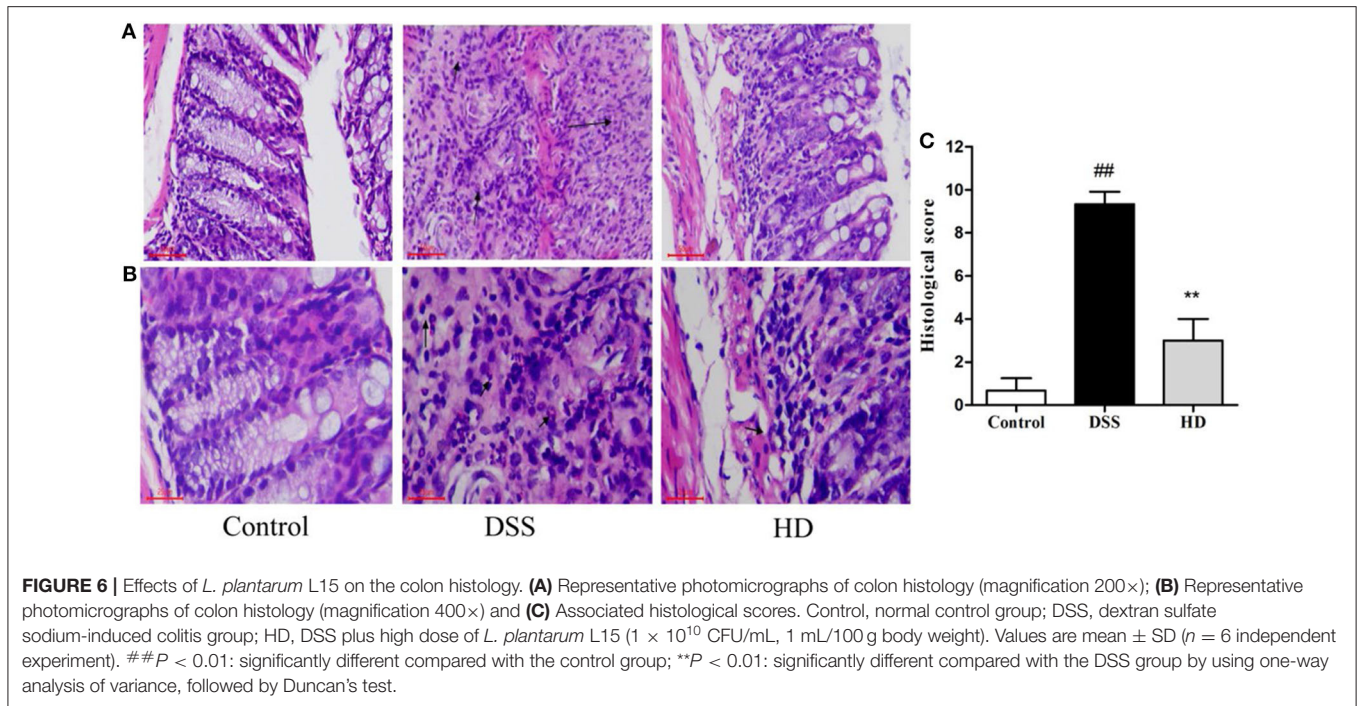 A
B
Control
DSS
HD
C
Histological score
12
10
8
6
4
2
0
##
**
Control
DSS
HD
FIGURE 6 | Effects of L. plantarum L15 on the colon histology. (A) Representative photomicrographs of colon histology (magnification 200×); (B) Representative
photomicrographs of colon histology (magnification 400×) and (C) Associated histological scores. Control, normal control group; DSS, dextran sulfate
sodium-induced colitis group; HD, DSS plus high dose of L. plantarum L15 (1 × 10¹⁰ CFU/mL, 1 mL/100 g body weight). Values are mean ± SD (n = 6 independent
experiment). ##P < 0.01: significantly different compared with the control group; **P < 0.01: significantly different compared with the DSS group by using one-way
analysis of variance, followed by Duncan's test.